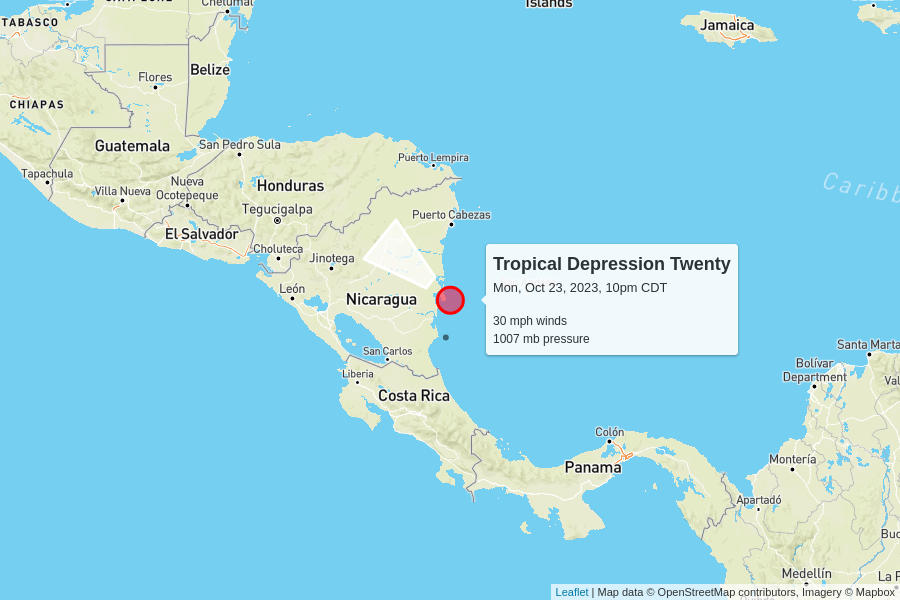 Islands
Chetumal
TABASCO
Jamaica
Belize
Flores
CHIAPAS
Guatemala
San Pedro Sula
Puerto Lempira
Tapachula
Villa Nueva
Nueva
Ocotepeque
Honduras
Caribb
Tegucigalpa
Puerto Cabezas
El Salvador
Choluteca
Jinotega
León
Nicaragua
Tropical Depression Twenty
Mon, Oct 23, 2023, 10pm CDT
30 mph winds
1007 mb pressure
San Carlos
Liberia
Costa Rica
Santa Marta
Bolívar
Department
Val
Colón
Panama
Montería
Apartadó
Buc
Medellín
La P
Leaflet | Map data © OpenStreetMap contributors, Imagery © Mapbox